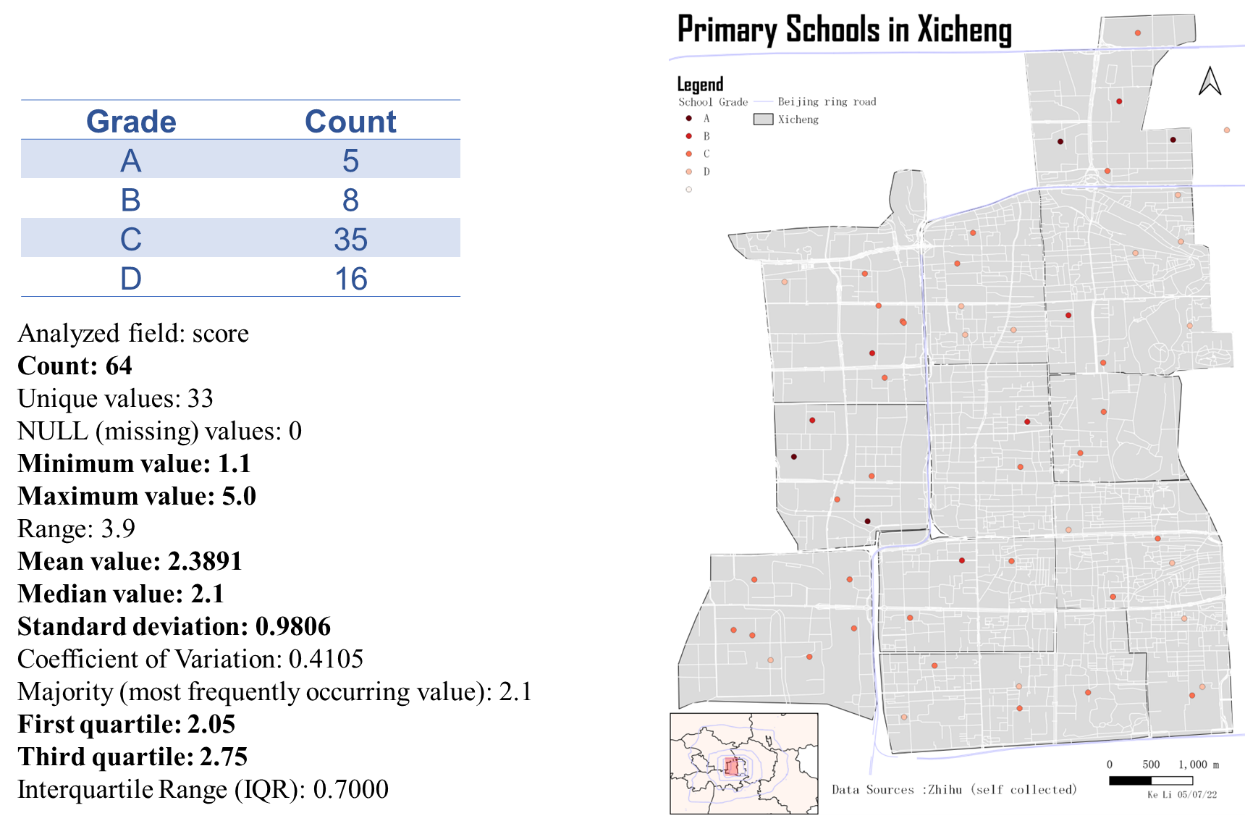 Grade Count
A 5
B 8
C 35
D 16
Analyzed field: score
Count: 64
Unique values: 33
NULL (missing) values: 0
Minimum value: 1.1
Maximum value: 5.0
Range: 3.9
Mean value: 2.3891
Median value: 2.1
Standard deviation: 0.9806
Coefficient of Variation: 0.4105
Majority (most frequently occurring value): 2.1
First quartile: 2.05
Third quartile: 2.75
Interquartile Range (IQR): 0.7000
Primary Schools in Xicheng
Legend
School Grade Beijing ring road
A Xicheng
B
C
D
0 500 1,000 m
Data Sources :Zhihu (self collected)
Ke Li 05/07/22